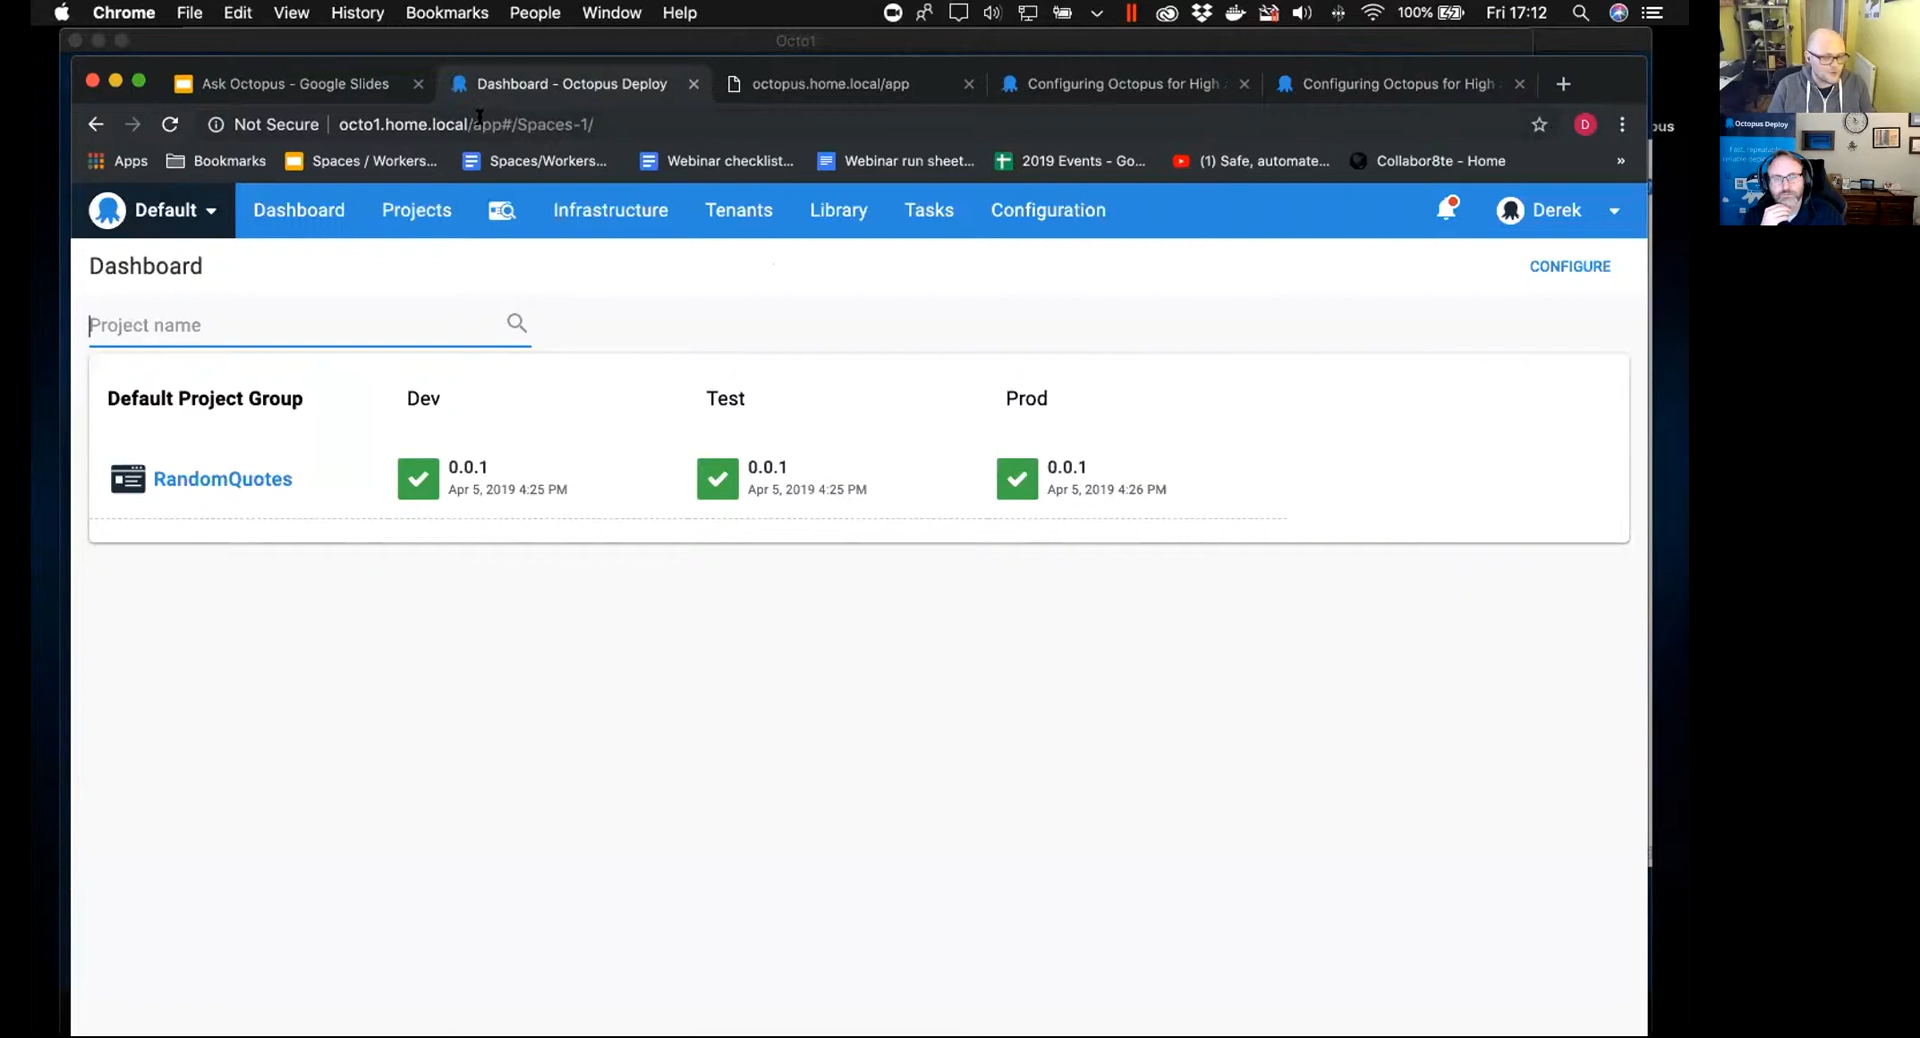 Chrome File Edit View History Bookmarks People Window Help 100% Fri 17:12
Octo1
Ask Octopus - Google Slides Dashboard - Octopus Deploy octopus.home.local/app Configuring Octopus for High Configuring Octopus for High
Not Secure octo1.home.local/app#/Spaces-1/
Apps Bookmarks Spaces / Workers... Spaces/Workers... Webinar checklist... Webinar run sheet... 2019 Events - Go... (1) Safe, automate... Collabor8te - Home »
Default Dashboard Projects Infrastructure Tenants Library Tasks Configuration Derek
Dashboard CONFIGURE
Project name
Default Project Group Dev Test Prod
RandomQuotes
0.0.1
Apr 5, 2019 4:25 PM
0.0.1
Apr 5, 2019 4:25 PM
0.0.1
Apr 5, 2019 4:26 PM
D
pus
Octopus Deploy